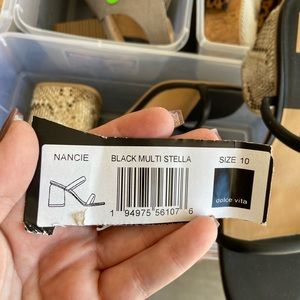 NANCIE BLACK MULTI STELLA SIZE 10
dolce vita
1 94975 56107 6